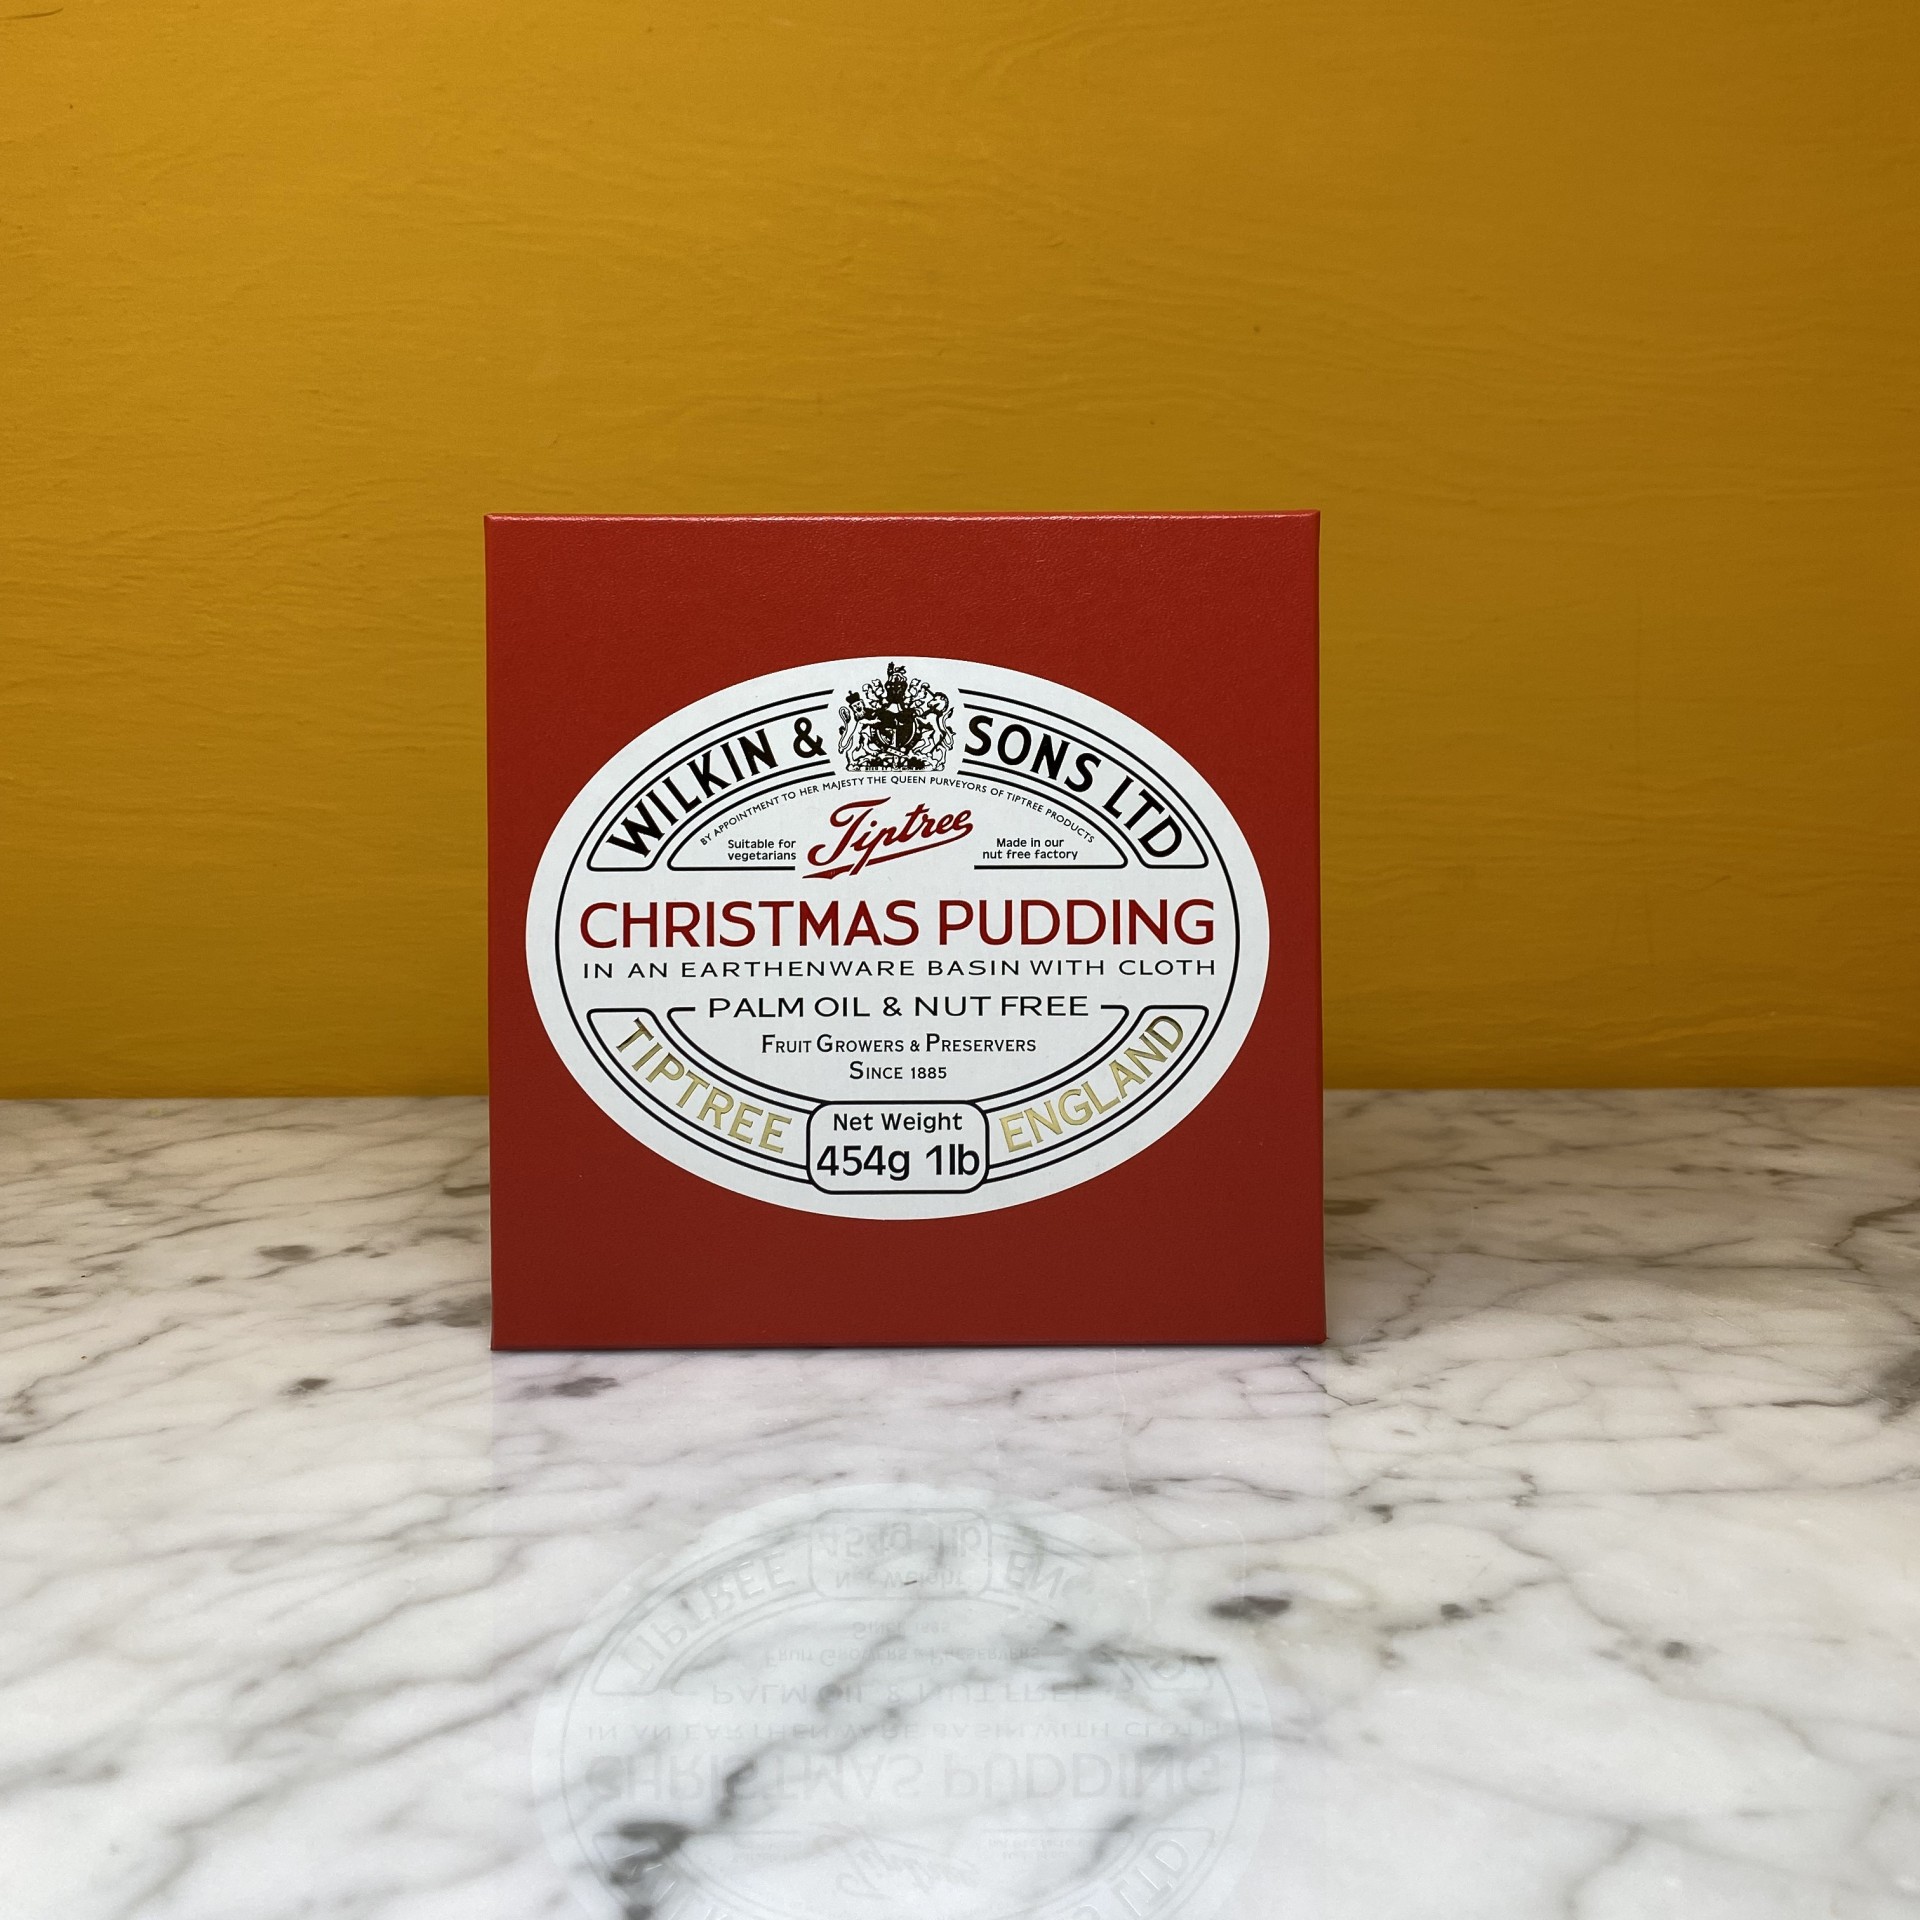 WILKIN & SONS LTD
BY APPOINTMENT TO HER MAJESTY THE QUEEN PURVEYORS OF TIPTREE PRODUCTS
Suitable for
vegetarians
Tiptree
Made in our
nut free factory
CHRISTMAS PUDDING
IN AN EARTHENWARE BASIN WITH CLOTH
PALM OIL & NUT FREE
FRUIT GROWERS & PRESERVERS
SINCE 1885
TIPTREE ENGLAND
Net Weight
454g 1lb